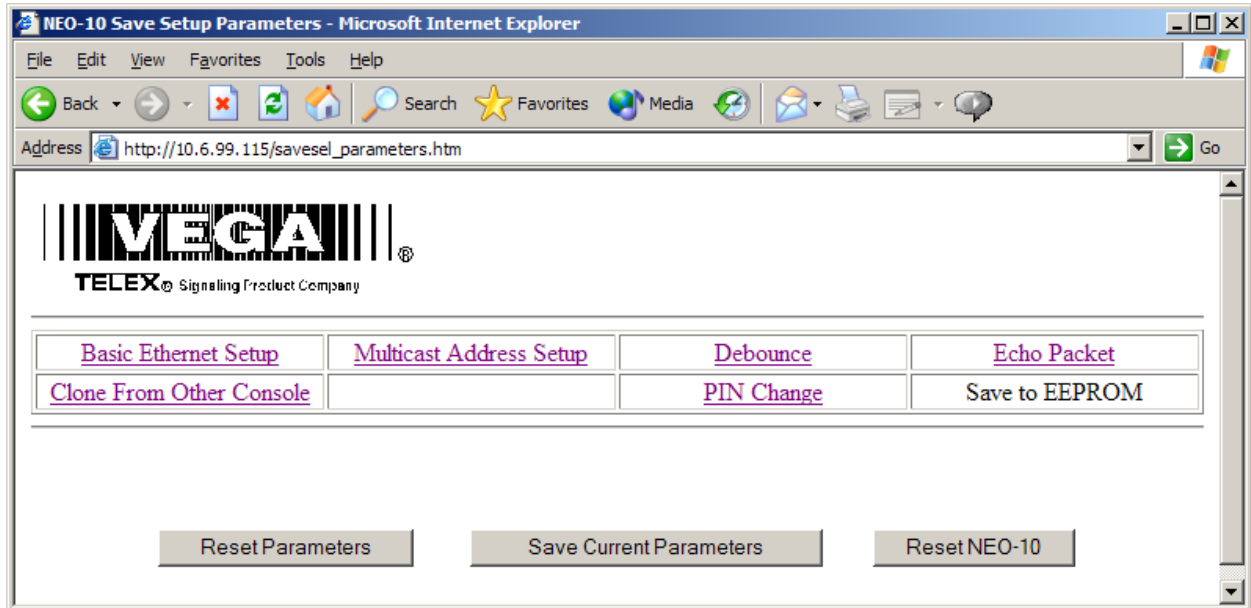 NEO-10 Save Setup Parameters - Microsoft Internet Explorer
File Edit View Favorites Tools Help
Back Search Favorites Media
Address http://10.6.99.115/savesel_parameters.htm Go
VEGA ®
TELEX® Signaling Product Company
Basic Ethernet Setup Multicast Address Setup Debounce Echo Packet
Clone From Other Console PIN Change Save to EEPROM
Reset Parameters Save Current Parameters Reset NEO-10